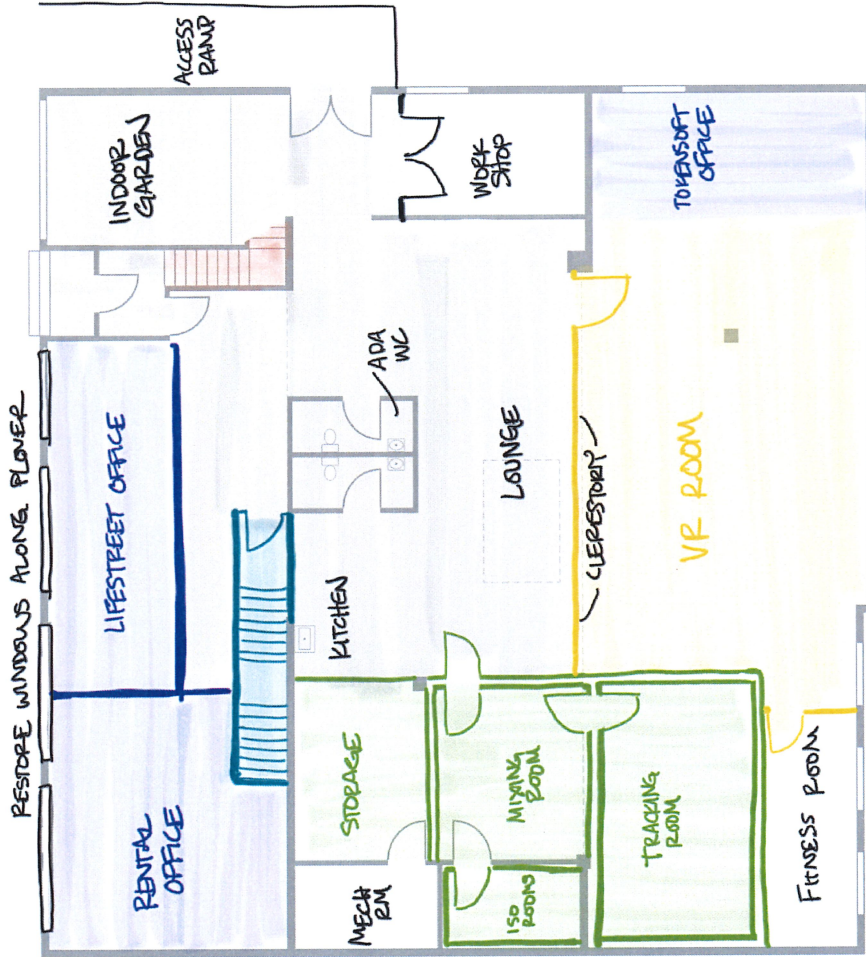 RESTORE WINDOWS ALONG PLOVER
ACCESS
RAMP
INDOOR
GARDEN
WORK
SHOP
TOKENSOFT
OFFICE
LIFESTREET OFFICE
ADA
WC
LOUNGE
CLERESTORY
VR ROOM
KITCHEN
RENTAL
OFFICE
STORAGE
MIXING
ROOM
TRACKING
ROOM
MECH
RM
ISO
ROOMS
FITNESS ROOM